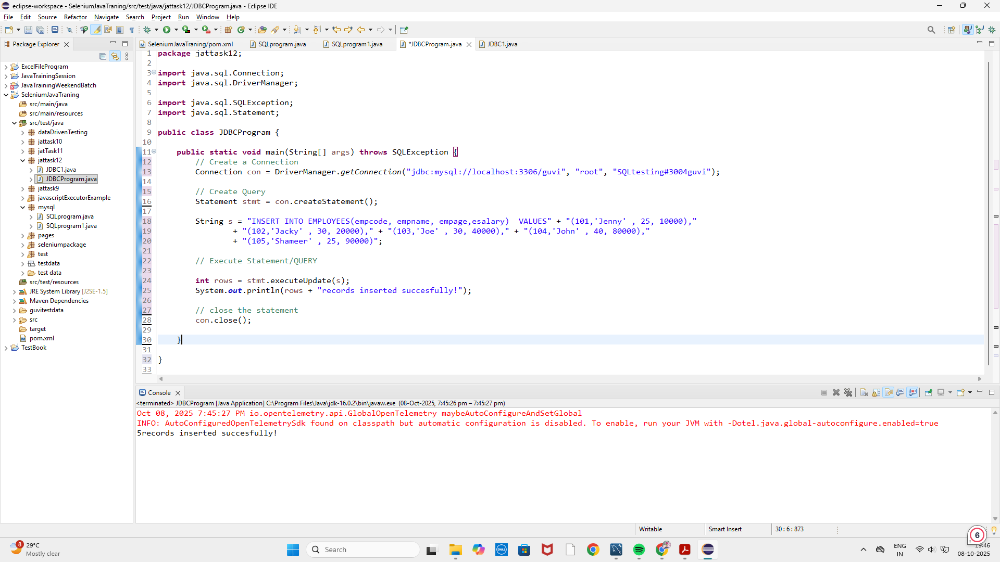 eclipse-workspace - SeleniumJavaTraning/src/test/java/jattask12/JDBCProgram.java - Eclipse IDE
File Edit Source Refactor Navigate Search Project Run Window Help
Package Explorer
SeleniumJavaTraning/pom.xml SQLprogram.java SQLprogram1.java *JDBCProgram.java JDBC1.java
ExcelFileProgram
JavaTrainingSession
JavaTrainingWeekendBatch
SeleniumJavaTraning
src/main/java
src/main/resources
src/test/java
dataDrivenTesting
jattask10
jatTask11
jattask12
JDBC1.java
JDBCProgram.java
jattask9
javascriptExecutorExample
mysql
SQLprogram.java
SQLprogram1.java
pages
seleniumpackage
test
testdata
test data
src/test/resources
JRE System Library [J2SE-1.5]
Maven Dependencies
guvitestdata
src
target
pom.xml
TestBook
1 package jattask12;
2
3 import java.sql.Connection;
4 import java.sql.DriverManager;
5
6 import java.sql.SQLException;
7 import java.sql.Statement;
8
9 public class JDBCProgram {
10
11 public static void main(String[] args) throws SQLException {
12 // Create a Connection
13 Connection con = DriverManager.getConnection("jdbc:mysql://localhost:3306/guvi", "root", "SQLtesting#3004guvi");
14
15 // Create Query
16 Statement stmt = con.createStatement();
17
18 String s = "INSERT INTO EMPLOYEES(empcode, empname, empage,esalary)  VALUES" + "(101,'Jenny' , 25, 10000),"
19 + "(102,'Jacky' , 30, 20000)," + "(103,'Joe' , 30, 40000)," + "(104,'John' , 40, 80000),"
20 + "(105,'Shameer' , 25, 90000)";
21
22 // Execute Statement/QUERY
23
24 int rows = stmt.executeUpdate(s);
25 System.out.println(rows + "records inserted succesfully!");
26
27 // close the statement
28 con.close();
29
30 }
31
32 }
33
Console
<terminated> JDBCProgram [Java Application] C:\Program Files\Java\jdk-16.0.2\bin\javaw.exe (08-Oct-2025, 7:45:26 pm – 7:45:27 pm)
Oct 08, 2025 7:45:27 PM io.opentelemetry.api.GlobalOpenTelemetry maybeAutoConfigureAndSetGlobal
INFO: AutoConfiguredOpenTelemetrySdk found on classpath but automatic configuration is disabled. To enable, run your JVM with -Dotel.java.global-autoconfigure.enabled=true
5records inserted succesfully!
Writable Smart Insert 30 : 6 : 873
6
8
29°C
Mostly clear
Search
DELL
ENG
IN
19:46
08-10-2025